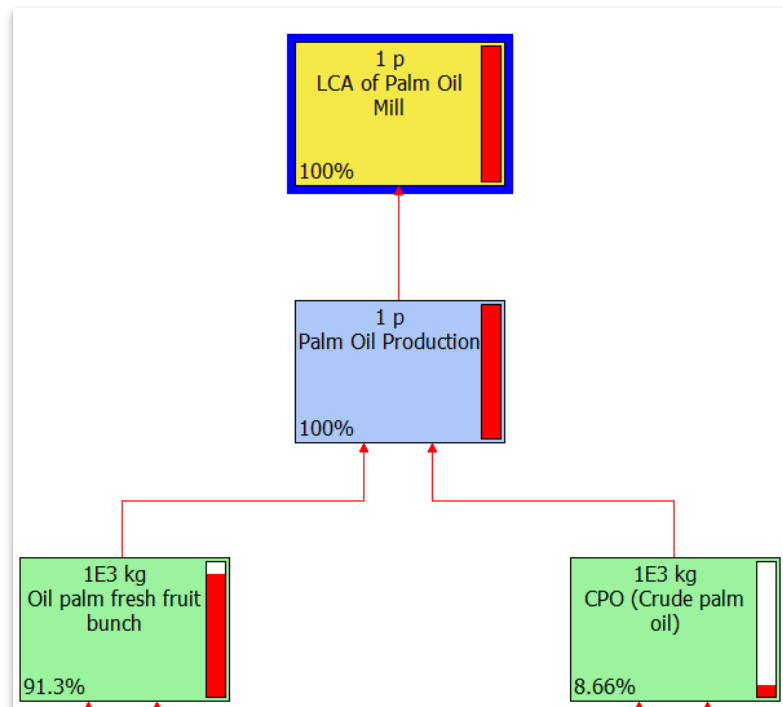 1 p
LCA of Palm Oil
Mill
100%
1 p
Palm Oil Production
100%
1E3 kg
Oil palm fresh fruit
bunch
91.3%
1E3 kg
CPO (Crude palm
oil)
8.66%